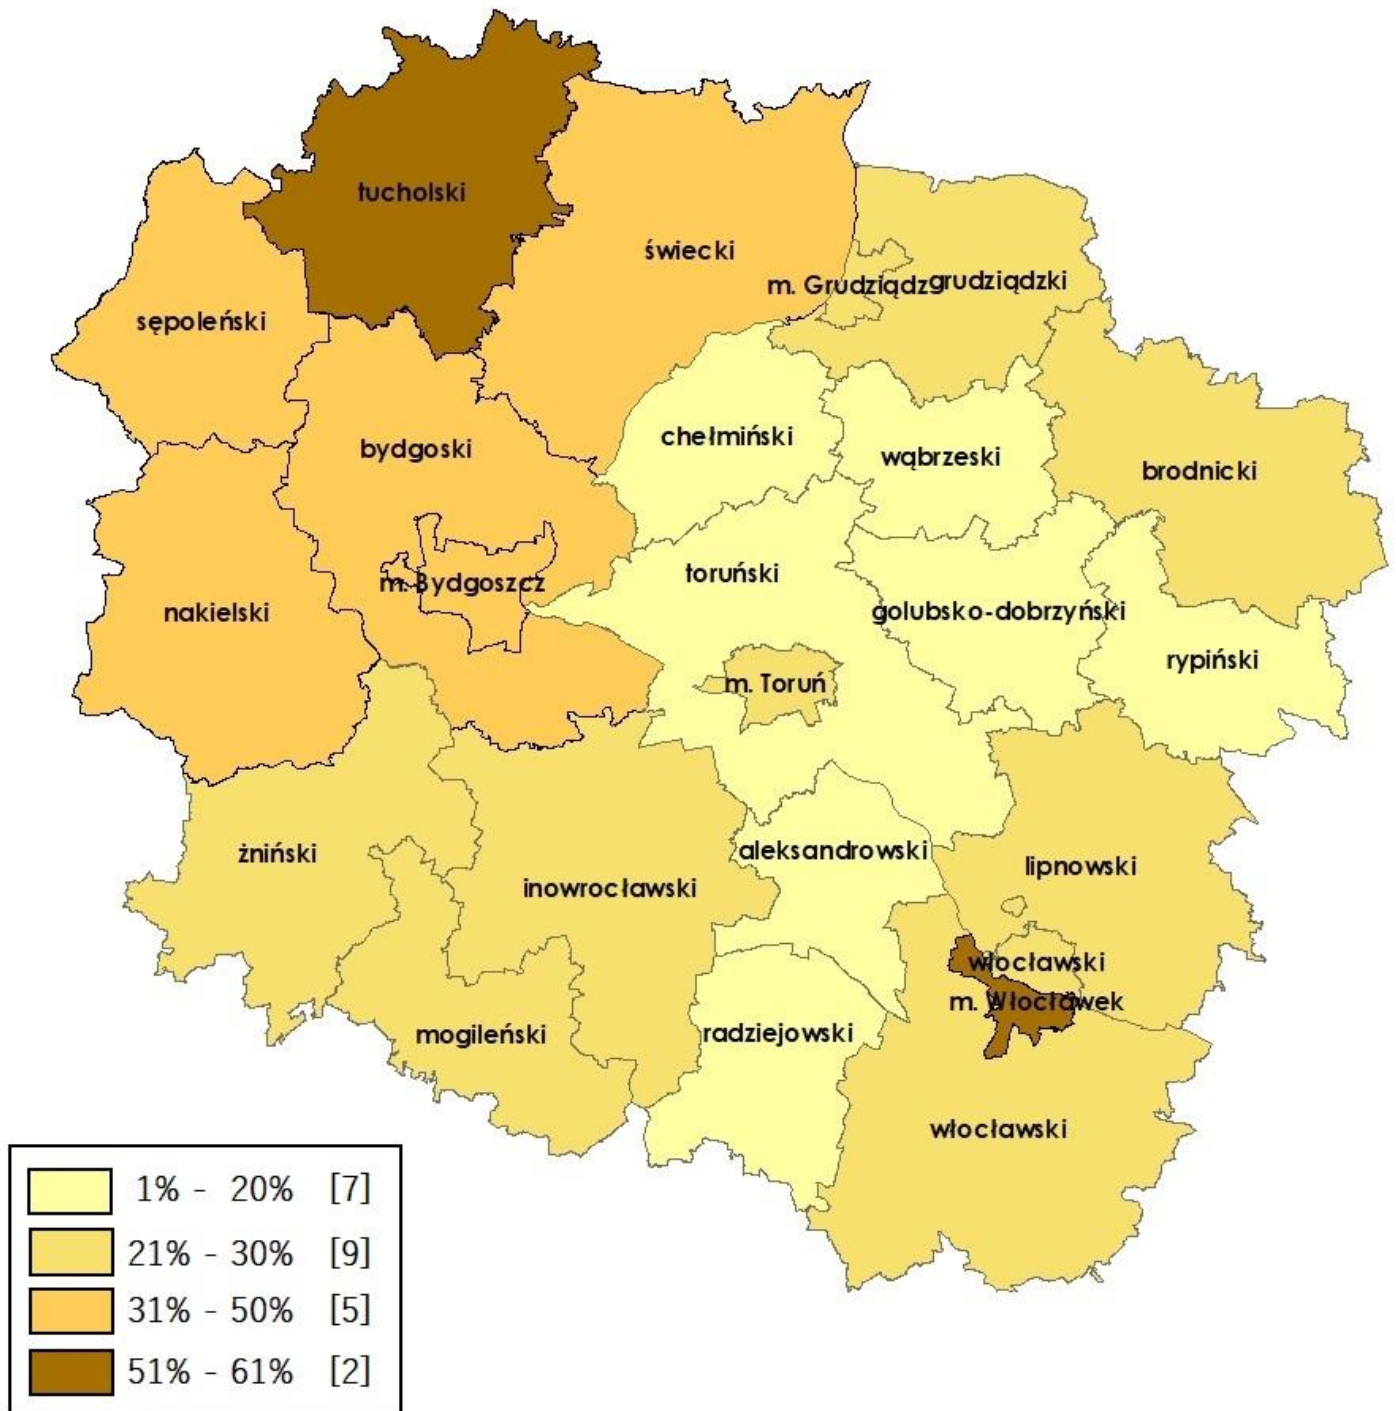 tucholski
świecki
m. Grudziądz
grudziądzki
sępoleński
chełmiński
bydgoski
wąbrzeski
brodnicki
toruński
m. Bydgoszcz
nakielski
golubsko-dobrzyński
rypiński
m. Toruń
żniński
aleksandrowski
lipnowski
inowrocławski
włocławski
m. Włocławek
mogileński
radziejowski
włocławski
1% - 20% [7]
21% - 30% [9]
31% - 50% [5]
51% - 61% [2]